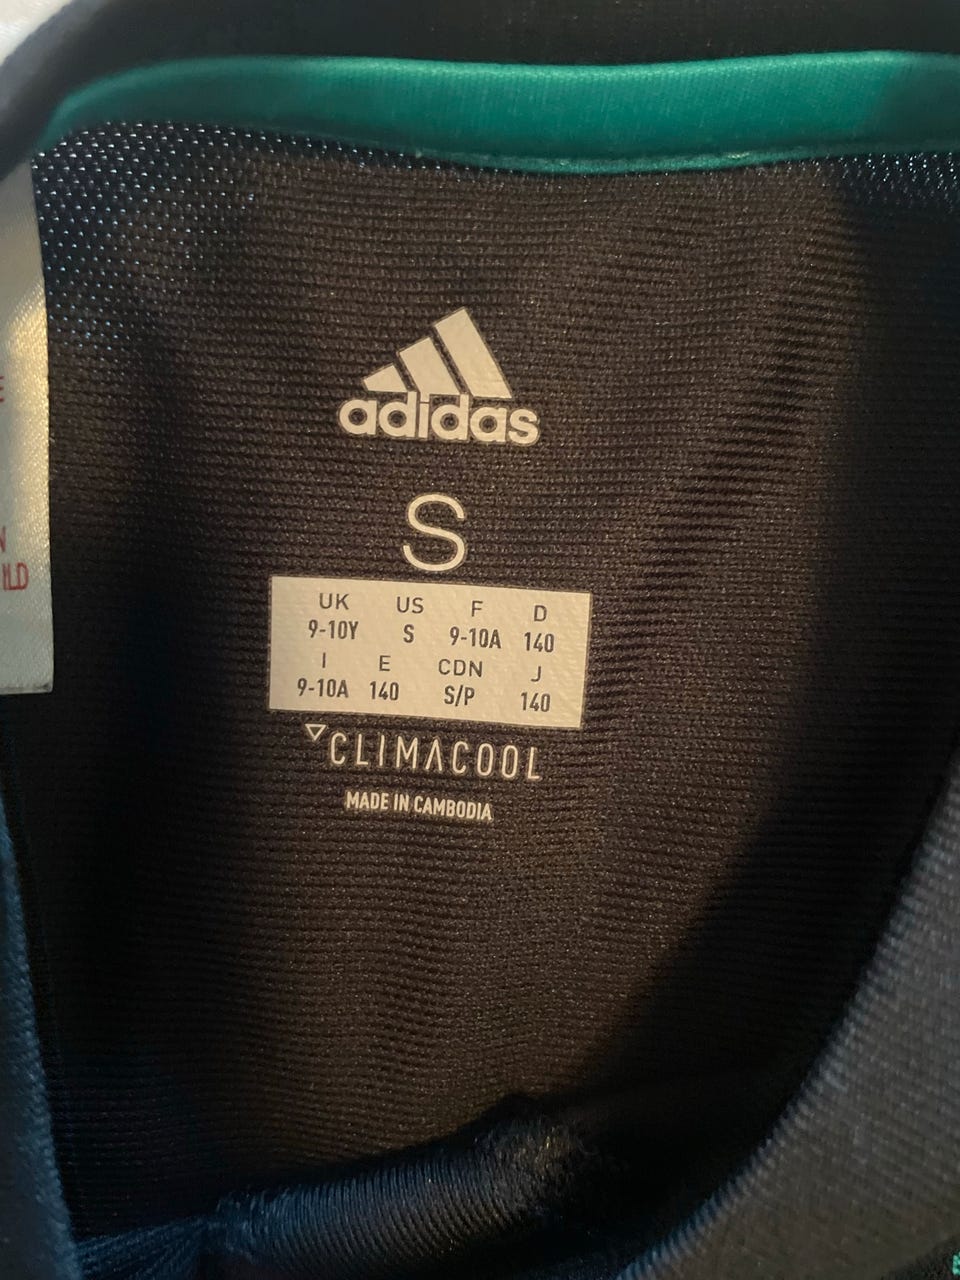 adidas
S
UK US F D
9-10Y S 9-10A 140
I E CDN J
9-10A 140 S/P 140
CLIMACOOL
MADE IN CAMBODIA